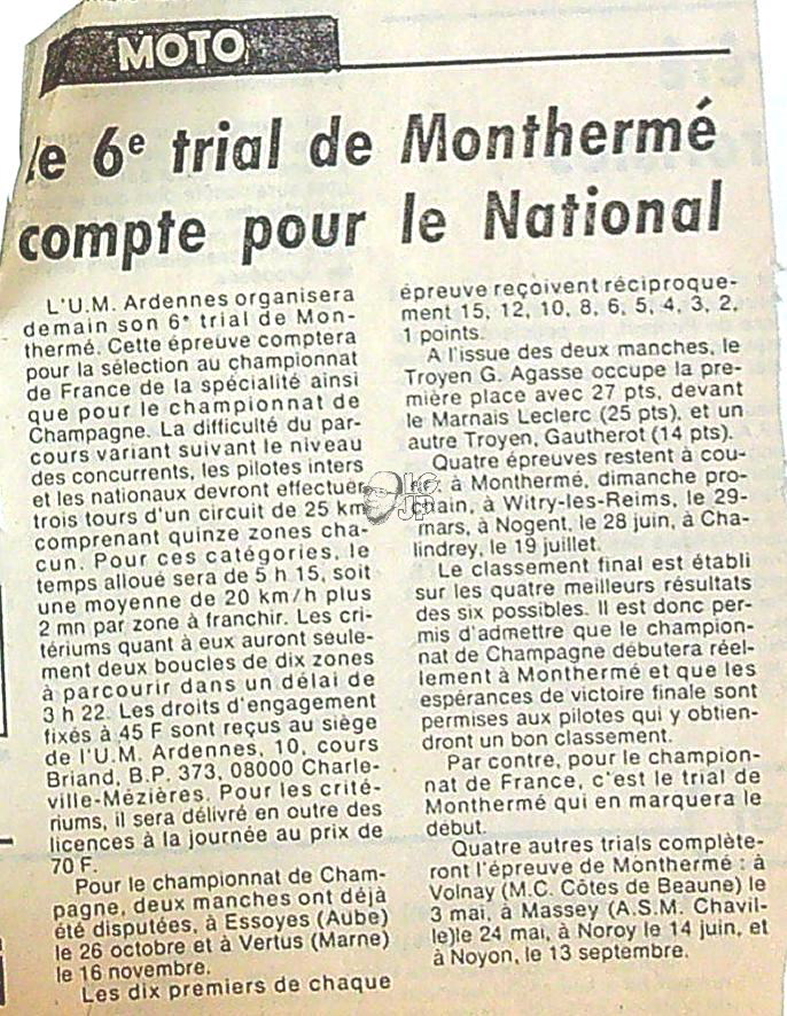 MOTO
le 6e trial de Monthermé
compte pour le National
L'U.M. Ardennes organisera
demain son 6e trial de Mon-
thermé. Cette épreuve comptera
pour la sélection au championnat
de France de la spécialité ainsi
que pour le championnat de
Champagne. La difficulté du par-
cours variant suivant le niveau
des concurrents, les pilotes inters
et les nationaux devront effectuer
trois tours d'un circuit de 25 km
comprenant quinze zones cha-
cun. Pour ces catégories, le
temps alloué sera de 5 h 15, soit
une moyenne de 20 km/h plus
2 mn par zone à franchir. Les cri-
tériums quant à eux auront seule-
ment deux boucles de dix zones
à parcourir dans un délai de
3 h 22. Les droits d'engagement
fixés à 45 F sont reçus au siège
de l'U.M. Ardennes, 10, cours
Briand, B.P. 373, 08000 Charle-
ville-Mézières. Pour les crité-
riums, il sera délivré en outre des
licences à la journée au prix de
70 F.
Pour le championnat de Cham-
pagne, deux manches ont déjà
été disputées, à Essoyes (Aube)
le 26 octobre et à Vertus (Marne)
le 16 novembre.
Les dix premiers de chaque
épreuve reçoivent réciproque-
ment 15, 12, 10, 8, 6, 5, 4, 3, 2,
1 points.
A l'issue des deux manches, le
Troyen G. Agasse occupe la pre-
mière place avec 27 pts, devant
le Marnais Leclerc (25 pts), et un
autre Troyen, Gautherot (14 pts).
Quatre épreuves restent à cou-
à Monthermé, dimanche pro-
chain, à Witry-les-Reims, le 29-
mars, à Nogent, le 28 juin, à Cha-
lindrey, le 19 juillet.
Le classement final est établi
sur les quatre meilleurs résultats
des six possibles. Il est donc per-
mis d'admettre que le champion-
nat de Champagne débutera réel-
lement à Monthermé et que les
espérances de victoire finale sont
permises aux pilotes qui y obtien-
dront un bon classement.
Par contre, pour le champion-
nat de France, c'est le trial de
Monthermé qui en marquera le
début.
Quatre autres trials complète-
ront l'épreuve de Monthermé : à
Volnay (M.C. Côtes de Beaune) le
3 mai, à Massey (A.S.M. Chavil-
le)le 24 mai, à Noroy le 14 juin, et
à Noyon, le 13 septembre.